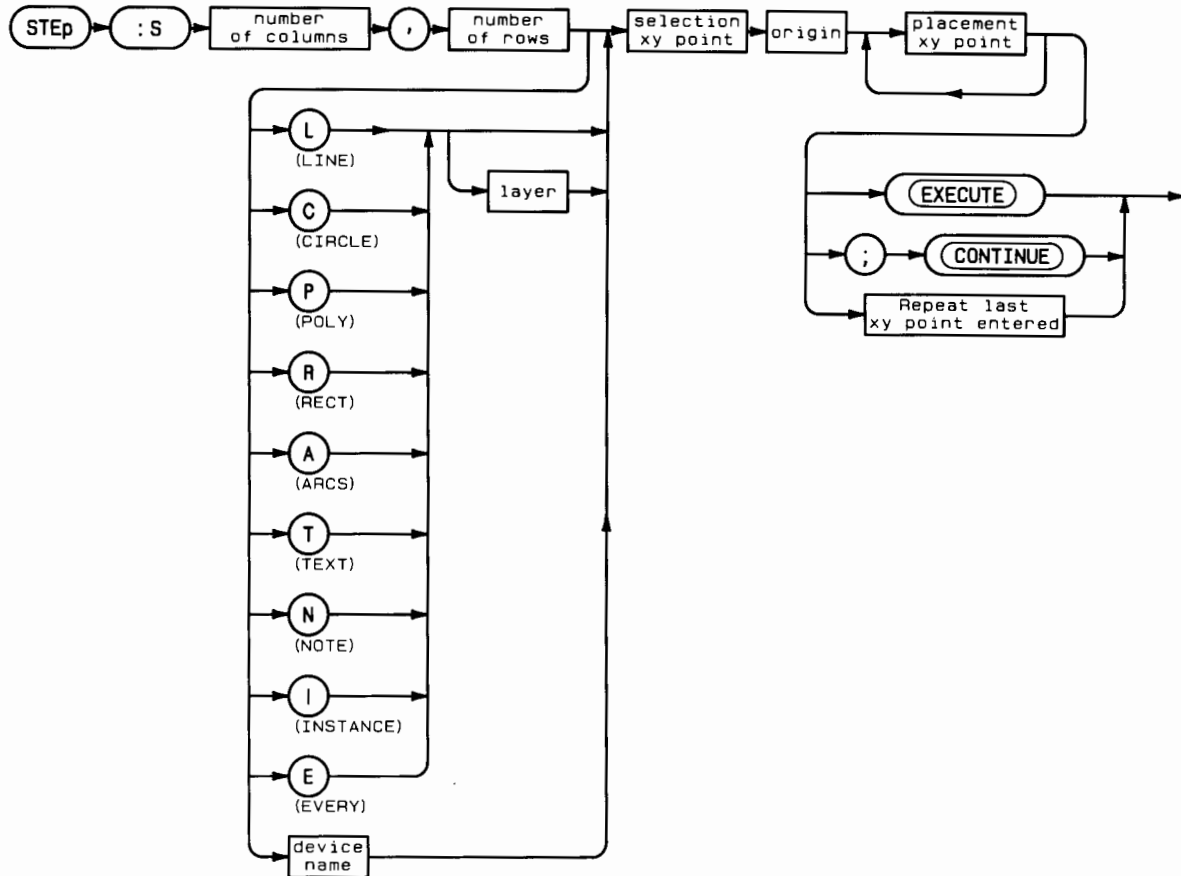 STEp
:S
number
of columns
,
number
of rows
selection
xy point
origin
placement
xy point
L
(LINE)
layer
C
(CIRCLE)
P
(POLY)
R
(RECT)
A
(ARCS)
T
(TEXT)
N
(NOTE)
I
(INSTANCE)
E
(EVERY)
device
name
EXECUTE
;
CONTINUE
Repeat last
xy point entered